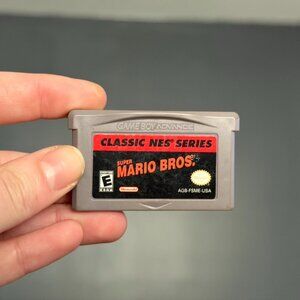 GAME BOY ADVANCE
CLASSIC NES SERIES
SUPER
MARIO BROS.
E
Nintendo
AGB-FSME-USA